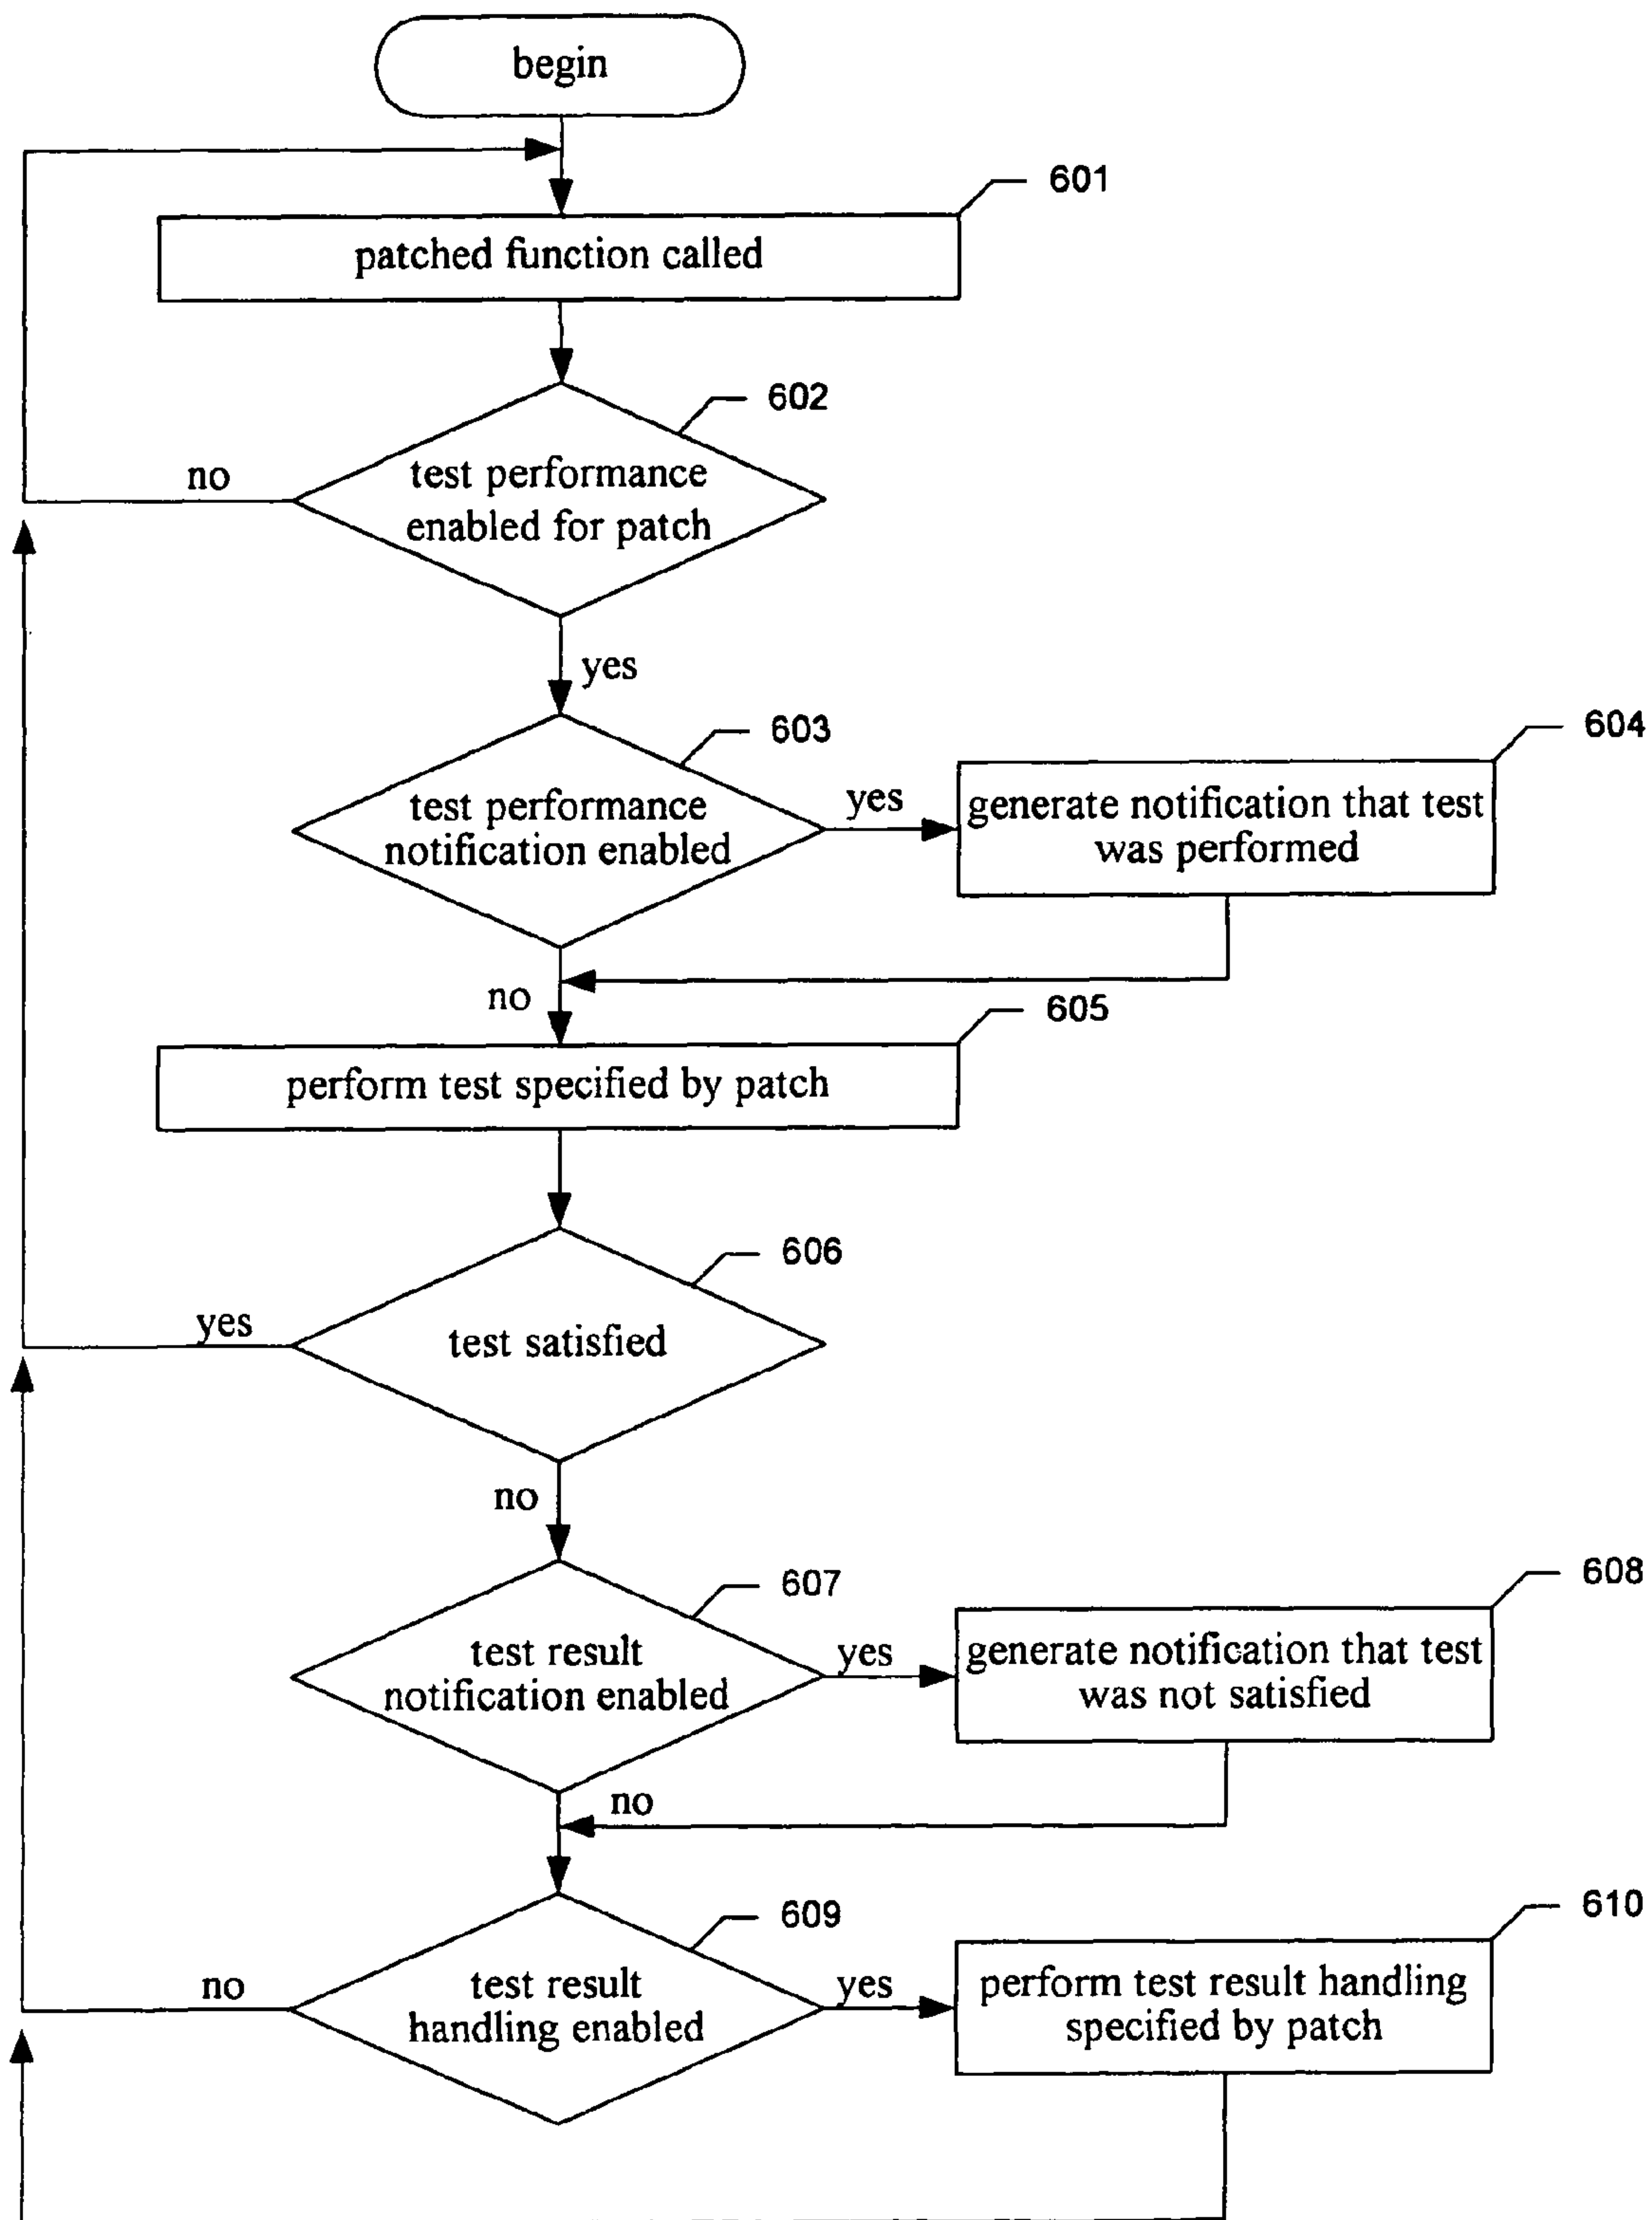 begin
601
patched function called
602
test performance
enabled for patch
no
yes
603
test performance
notification enabled
yes
604
generate notification that test
was performed
no
605
perform test specified by patch
606
test satisfied
yes
no
607
test result
notification enabled
yes
608
generate notification that test
was not satisfied
no
609
test result
handling enabled
no
yes
610
perform test result handling
specified by patch